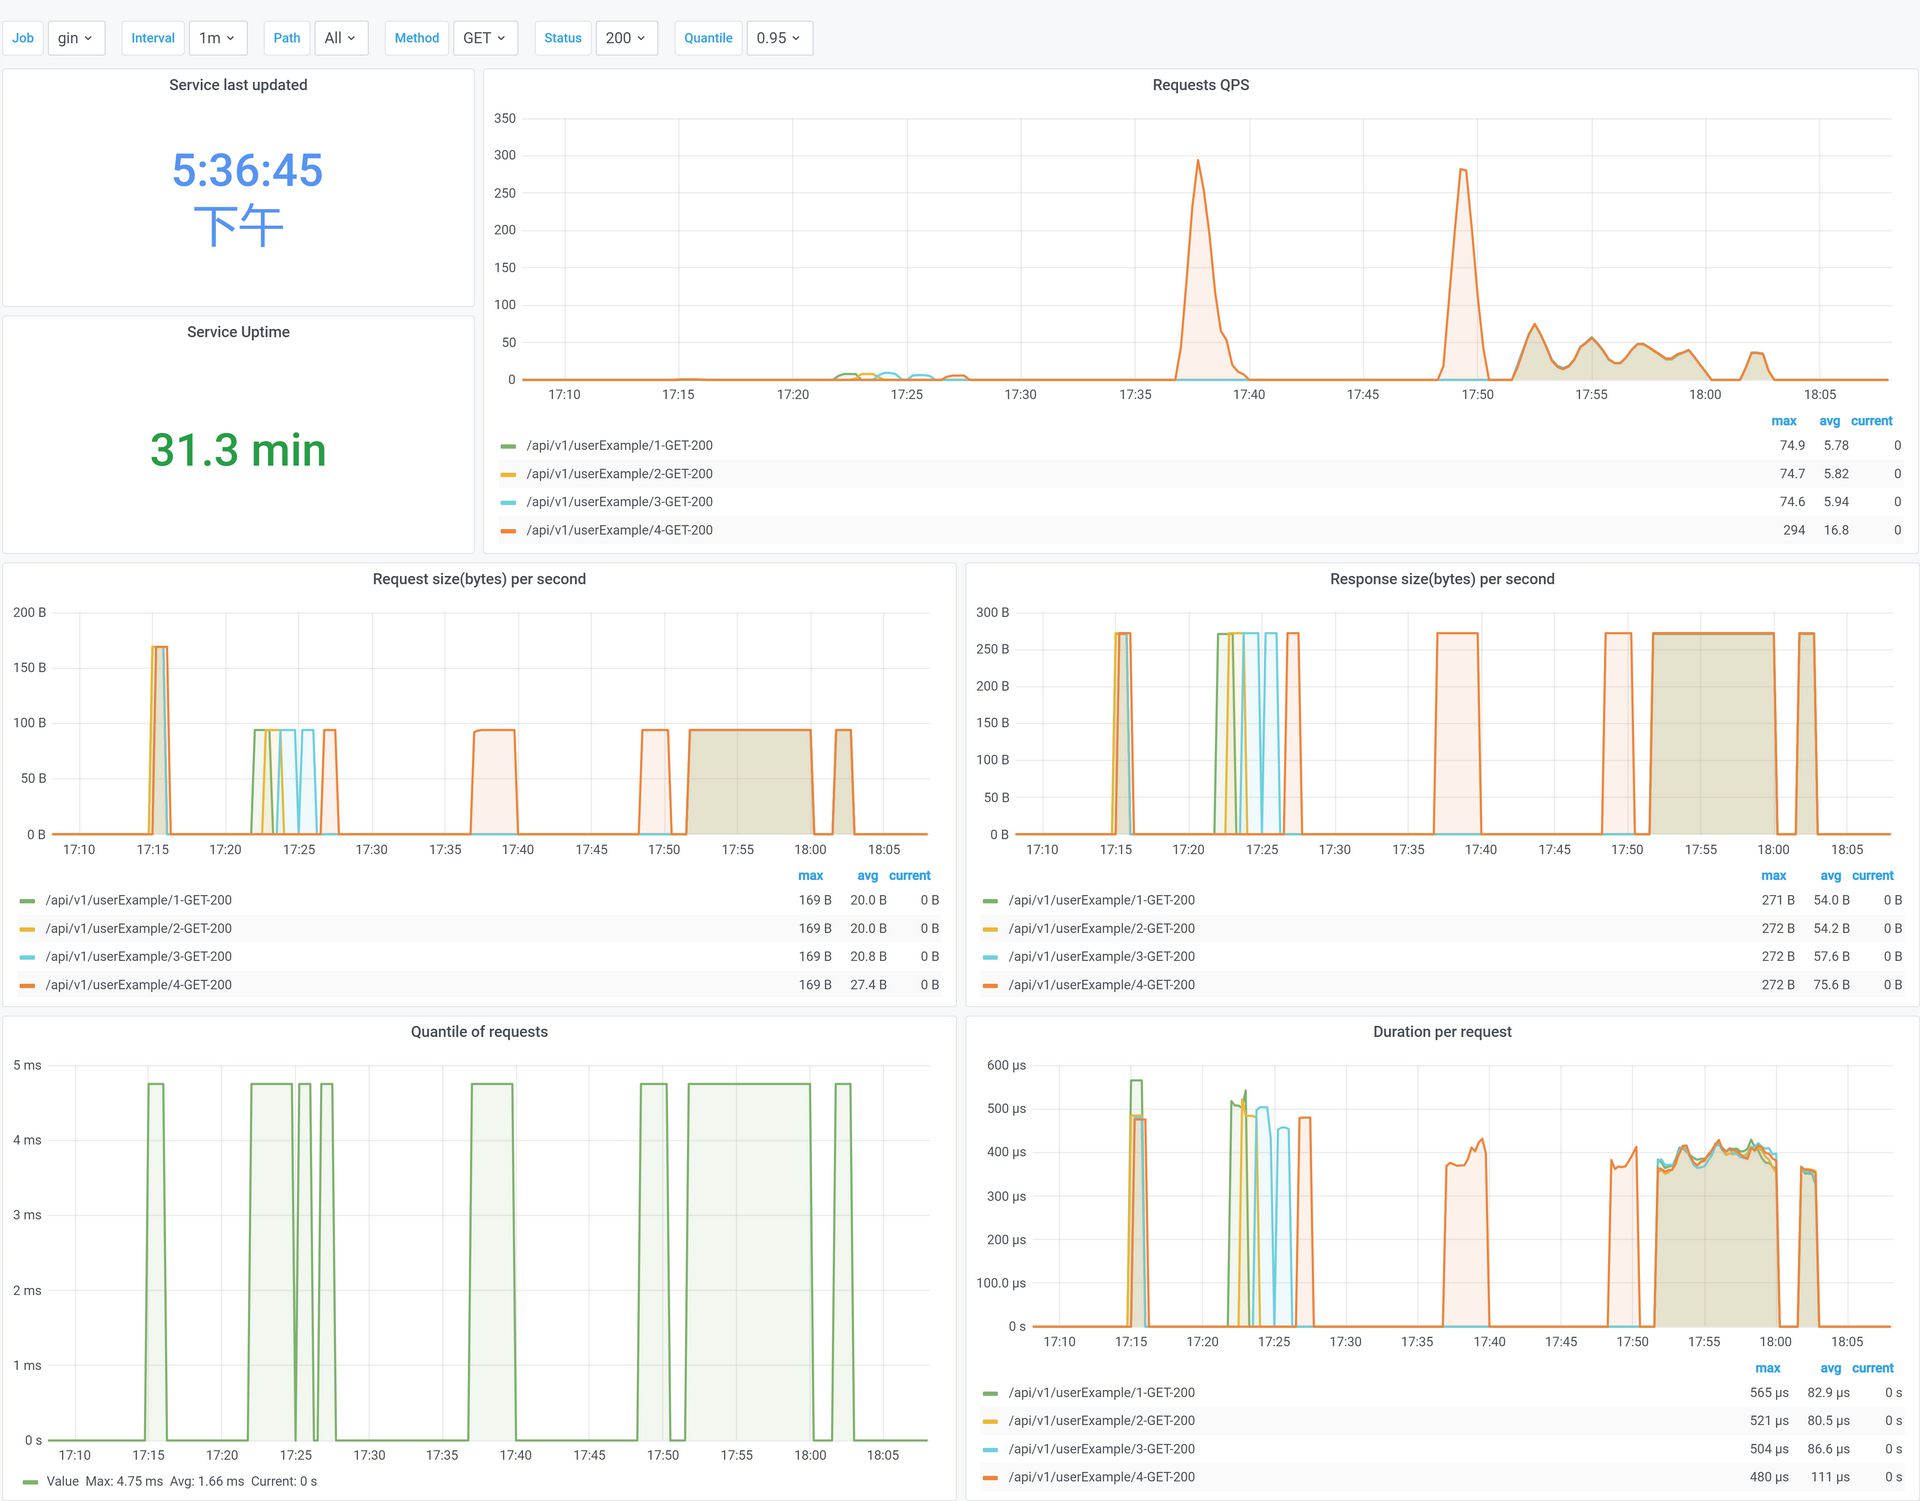 Job gin Interval 1m Path All Method GET Status 200 Quantile 0.95
Service last updated
5:36:45
下午
Service Uptime
31.3 min
Requests QPS
350
300
250
200
150
100
50
0
17:10 17:15 17:20 17:25 17:30 17:35 17:40 17:45 17:50 17:55 18:00 18:05
max avg current
/api/v1/userExample/1-GET-200 74.9 5.78 0
/api/v1/userExample/2-GET-200 74.7 5.82 0
/api/v1/userExample/3-GET-200 74.6 5.94 0
/api/v1/userExample/4-GET-200 294 16.8 0
Request size(bytes) per second
200 B
150 B
100 B
50 B
0 B
17:10 17:15 17:20 17:25 17:30 17:35 17:40 17:45 17:50 17:55 18:00 18:05
max avg current
/api/v1/userExample/1-GET-200 169 B 20.0 B 0 B
/api/v1/userExample/2-GET-200 169 B 20.0 B 0 B
/api/v1/userExample/3-GET-200 169 B 20.8 B 0 B
/api/v1/userExample/4-GET-200 169 B 27.4 B 0 B
Response size(bytes) per second
300 B
250 B
200 B
150 B
100 B
50 B
0 B
17:10 17:15 17:20 17:25 17:30 17:35 17:40 17:45 17:50 17:55 18:00 18:05
max avg current
/api/v1/userExample/1-GET-200 271 B 54.0 B 0 B
/api/v1/userExample/2-GET-200 272 B 54.2 B 0 B
/api/v1/userExample/3-GET-200 272 B 57.6 B 0 B
/api/v1/userExample/4-GET-200 272 B 75.6 B 0 B
Quantile of requests
5 ms
4 ms
3 ms
2 ms
1 ms
0 s
17:10 17:15 17:20 17:25 17:30 17:35 17:40 17:45 17:50 17:55 18:00 18:05
Value Max: 4.75 ms Avg: 1.66 ms Current: 0 s
Duration per request
600 µs
500 µs
400 µs
300 µs
200 µs
100.0 µs
0 s
17:10 17:15 17:20 17:25 17:30 17:35 17:40 17:45 17:50 17:55 18:00 18:05
max avg current
/api/v1/userExample/1-GET-200 565 µs 82.9 µs 0 s
/api/v1/userExample/2-GET-200 521 µs 80.5 µs 0 s
/api/v1/userExample/3-GET-200 504 µs 86.6 µs 0 s
/api/v1/userExample/4-GET-200 480 µs 111 µs 0 s